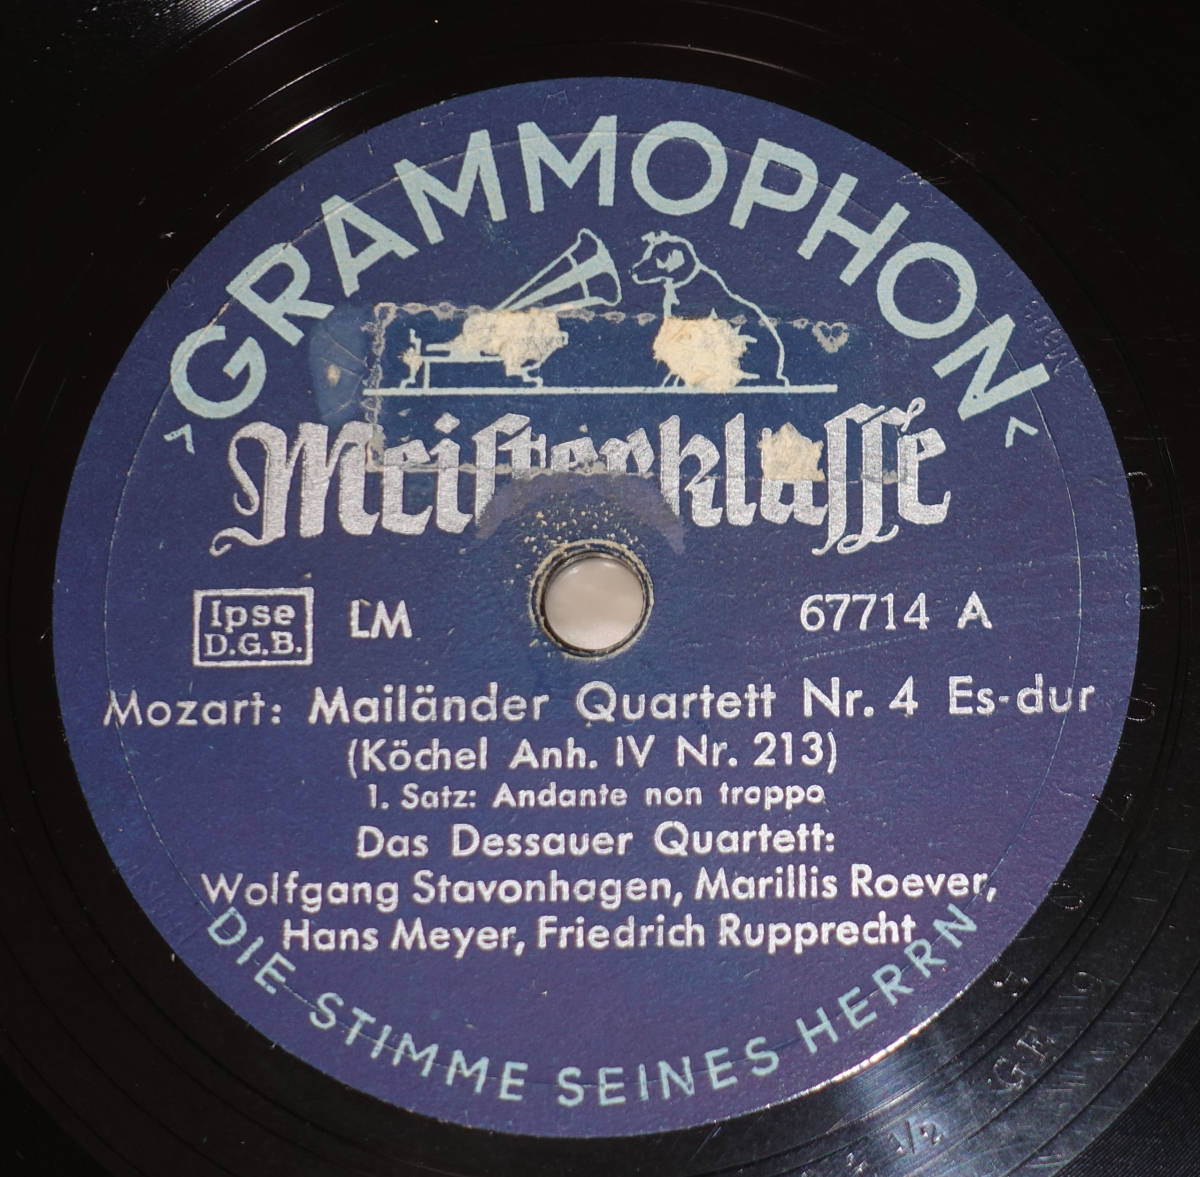 ›GRAMMOPHON‹
Meisterklasse
Ipse
D.G.B.
LM
67714 A
Mozart: Mailänder Quartett Nr. 4 Es-dur
(Köchel Anh. IV Nr. 213)
1. Satz: Andante non troppo
Das Dessauer Quartett:
Wolfgang Stavonhagen, Marillis Roever,
Hans Meyer, Friedrich Rupprecht
DIE STIMME SEINES HERRN